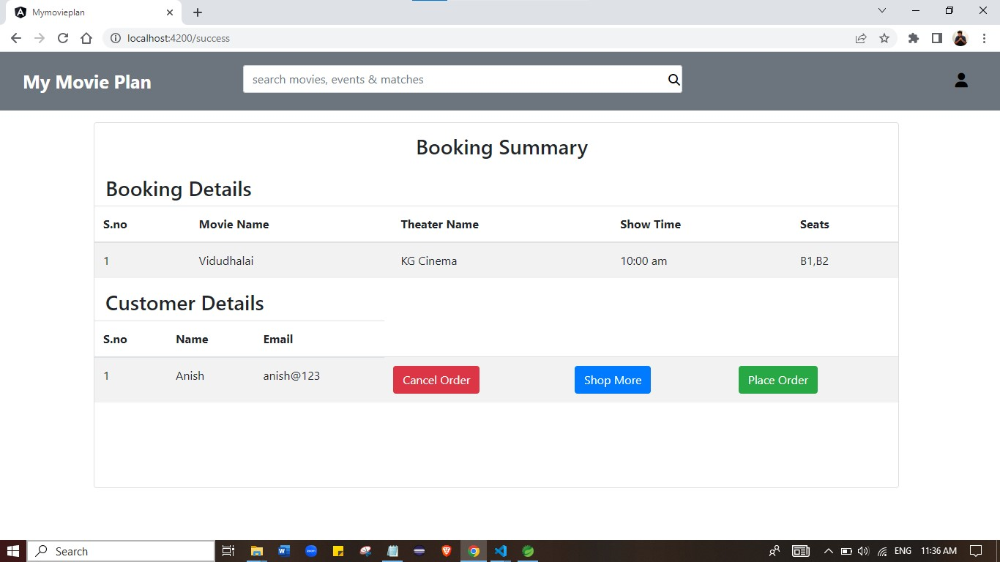 Mymovieplan
localhost:4200/success
My Movie Plan
search movies, events & matches
Booking Summary
Booking Details
S.no Movie Name Theater Name Show Time Seats
1 Vidudhalai KG Cinema 10:00 am B1,B2
Customer Details
S.no Name Email
1 Anish anish@123 Cancel Order Shop More Place Order
Search ENG 11:36 AM